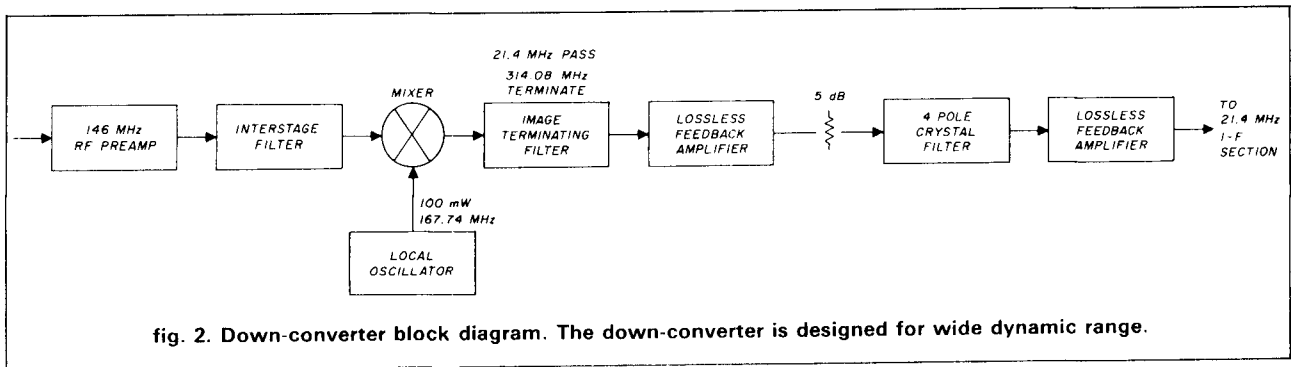 146 MHz
RF PREAMP
INTERSTAGE
FILTER
MIXER
100 mW
167.74 MHz
LOCAL
OSCILLATOR
21.4 MHz PASS
314.08 MHz
TERMINATE
IMAGE
TERMINATING
FILTER
LOSSLESS
FEEDBACK
AMPLIFIER
5 dB
4 POLE
CRYSTAL
FILTER
LOSSLESS
FEEDBACK
AMPLIFIER
TO
21.4 MHz
I-F
SECTION
fig. 2. Down-converter block diagram. The down-converter is designed for wide dynamic range.